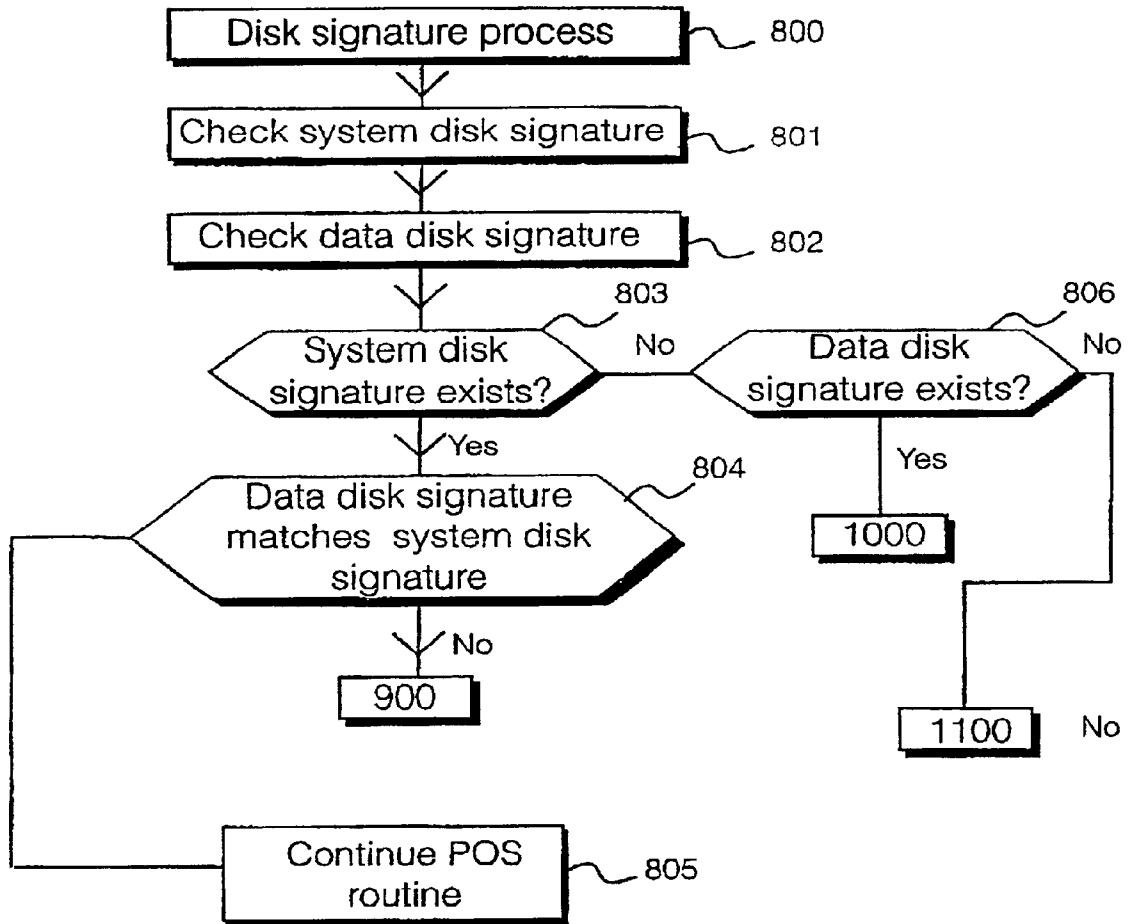 Disk signature process
800
Check system disk signature
801
Check data disk signature
802
803
806
System disk
signature exists?
No
Data disk
signature exists?
No
Yes
Yes
804
Data disk signature
matches system disk
signature
1000
No
900
1100
No
Continue POS
routine
805